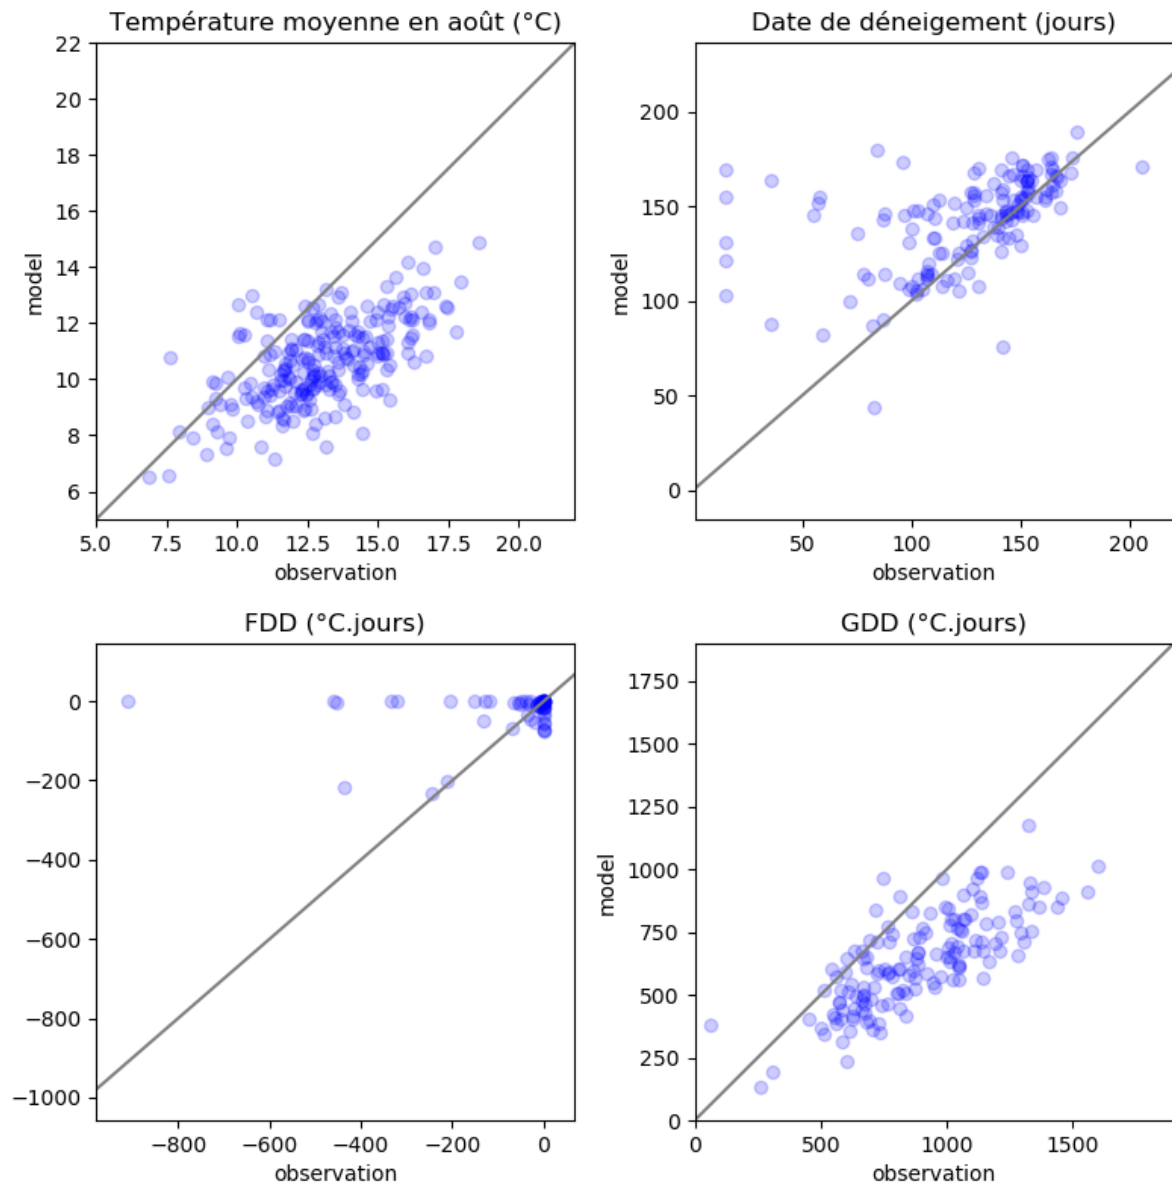 Température moyenne en août (°C)
22
20
18
16
14
12
10
8
6
model
5.0 7.5 10.0 12.5 15.0 17.5 20.0
observation
Date de déneigement (jours)
200
150
100
50
0
model
50 100 150 200
observation
FDD (°C.jours)
0
−200
−400
−600
−800
−1000
−800 −600 −400 −200 0
observation
GDD (°C.jours)
1750
1500
1250
1000
750
500
250
0
model
0 500 1000 1500
observation